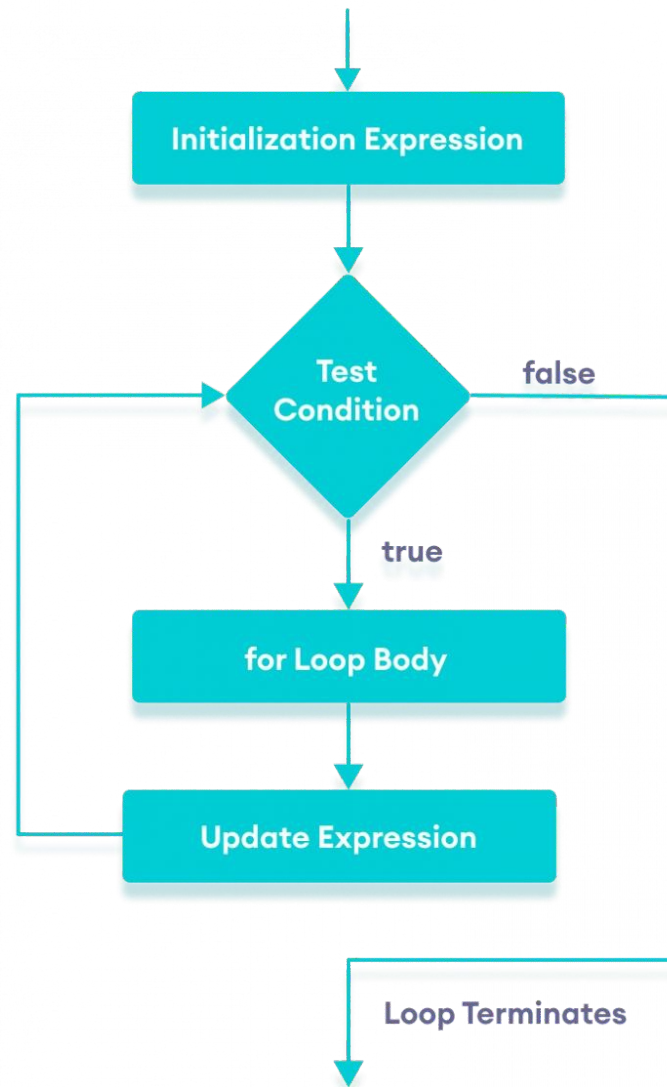 Initialization Expression
Test
Condition
false
true
for Loop Body
Update Expression
Loop Terminates